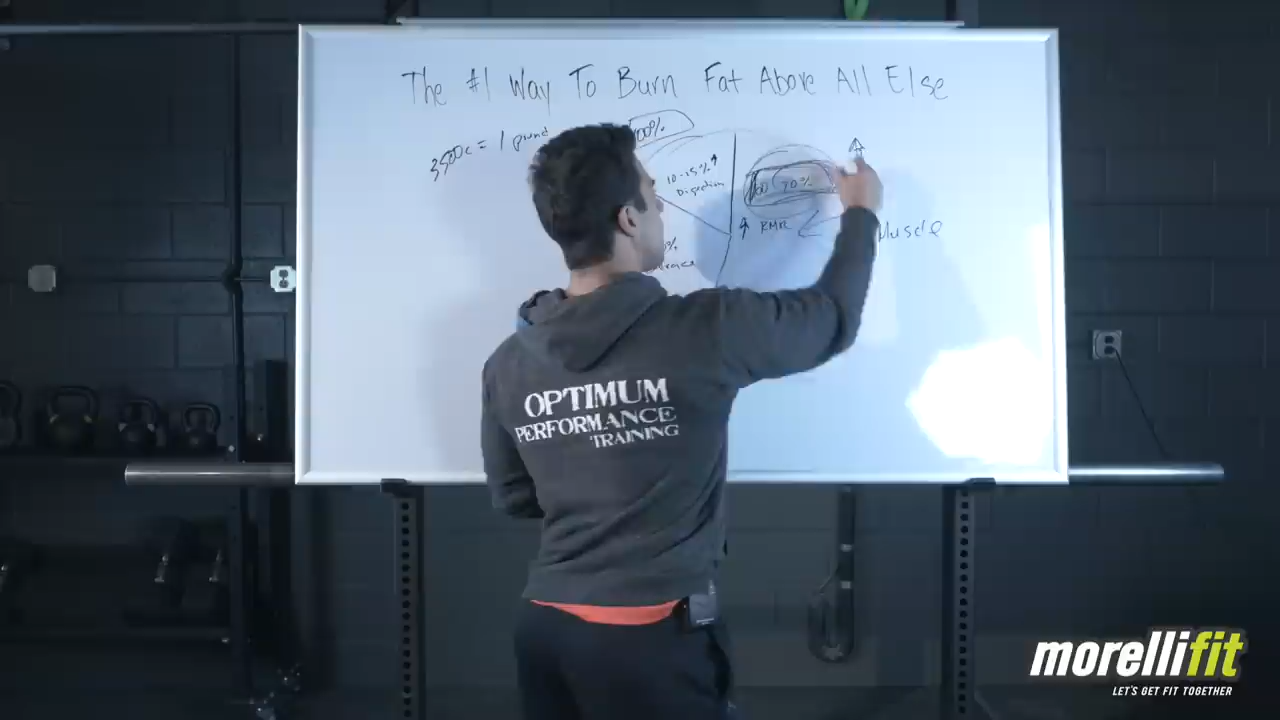 The #1 Way To Burn Fat Above All Else
3500c = 1 pound
100%
10-15%
Digestion
70%
RMR
Muscle
OPTIMUM
PERFORMANCE
TRAINING
morellifit
LET'S GET FIT TOGETHER